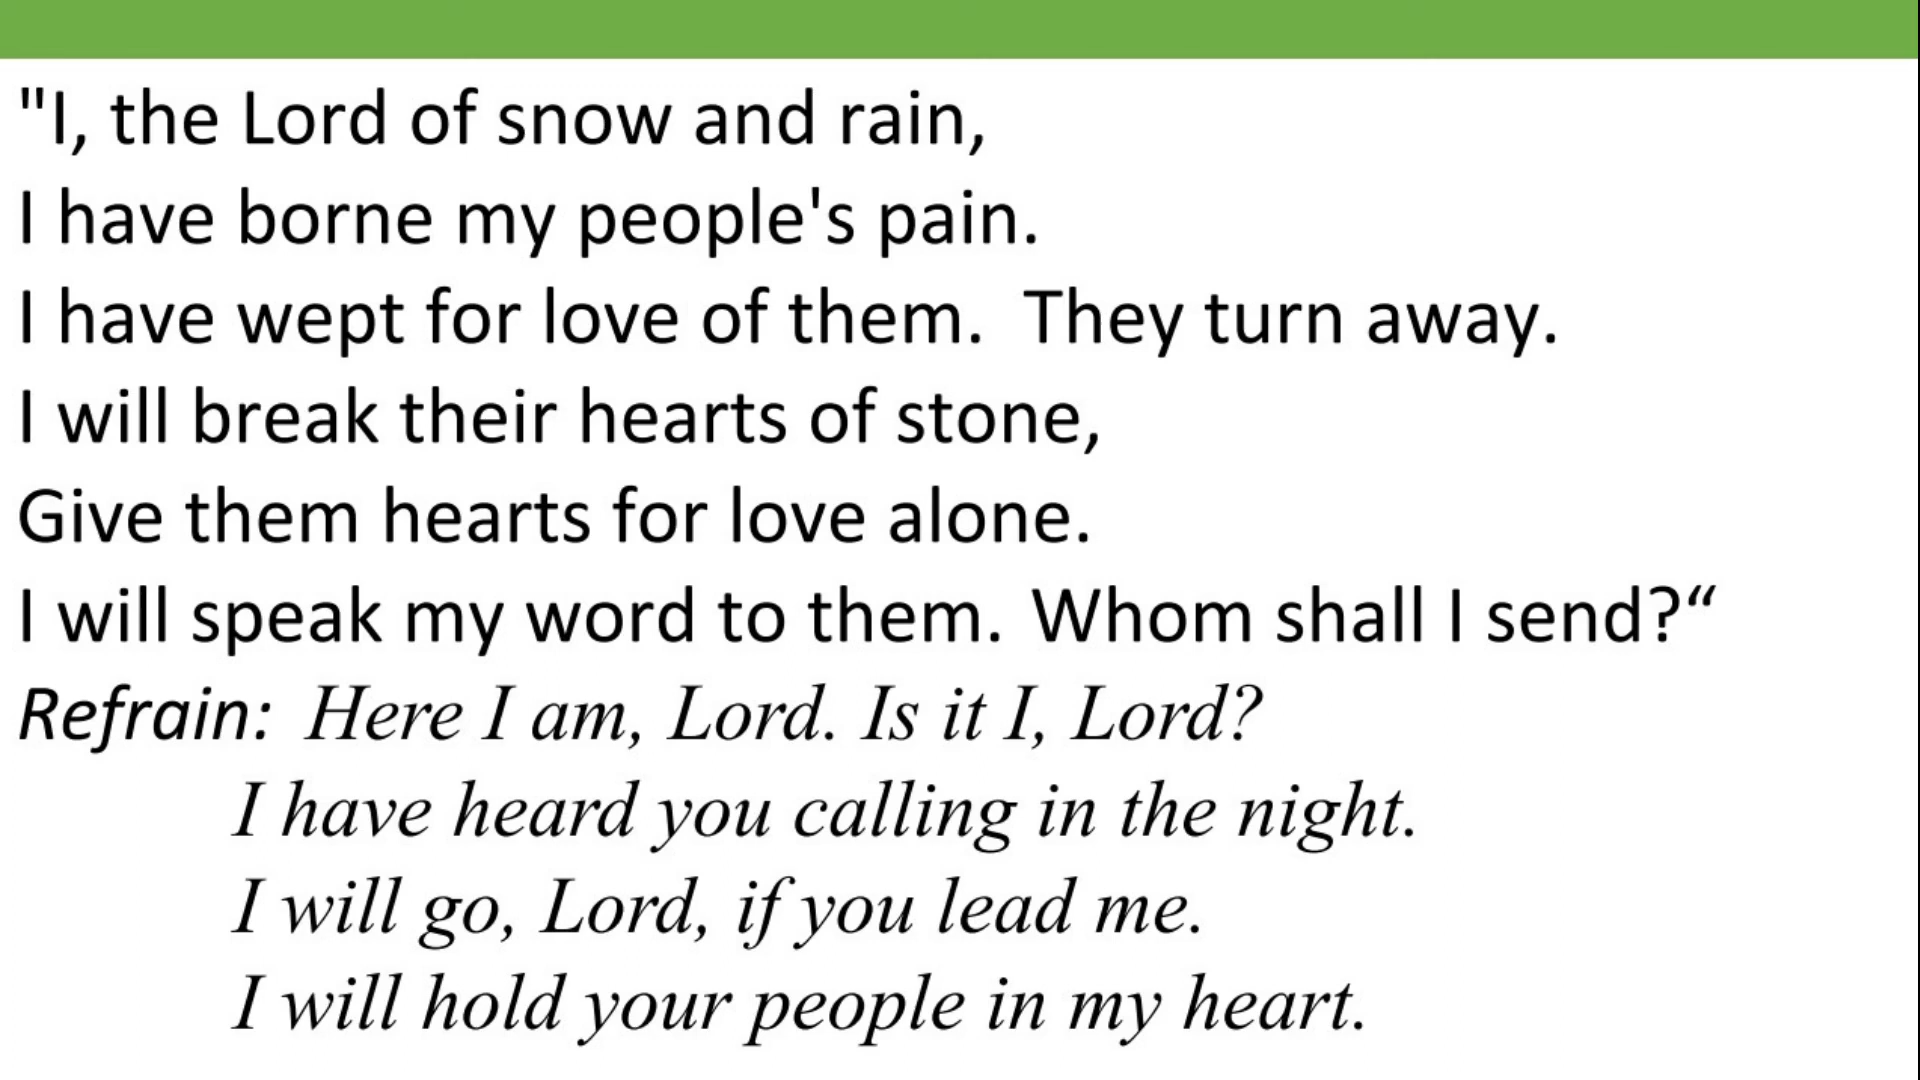 "I, the Lord of snow and rain,
I have borne my people's pain.
I have wept for love of them.  They turn away.
I will break their hearts of stone,
Give them hearts for love alone.
I will speak my word to them.  Whom shall I send?“
Refrain:  Here I am, Lord. Is it I, Lord?
I have heard you calling in the night.
I will go, Lord, if you lead me.
I will hold your people in my heart.